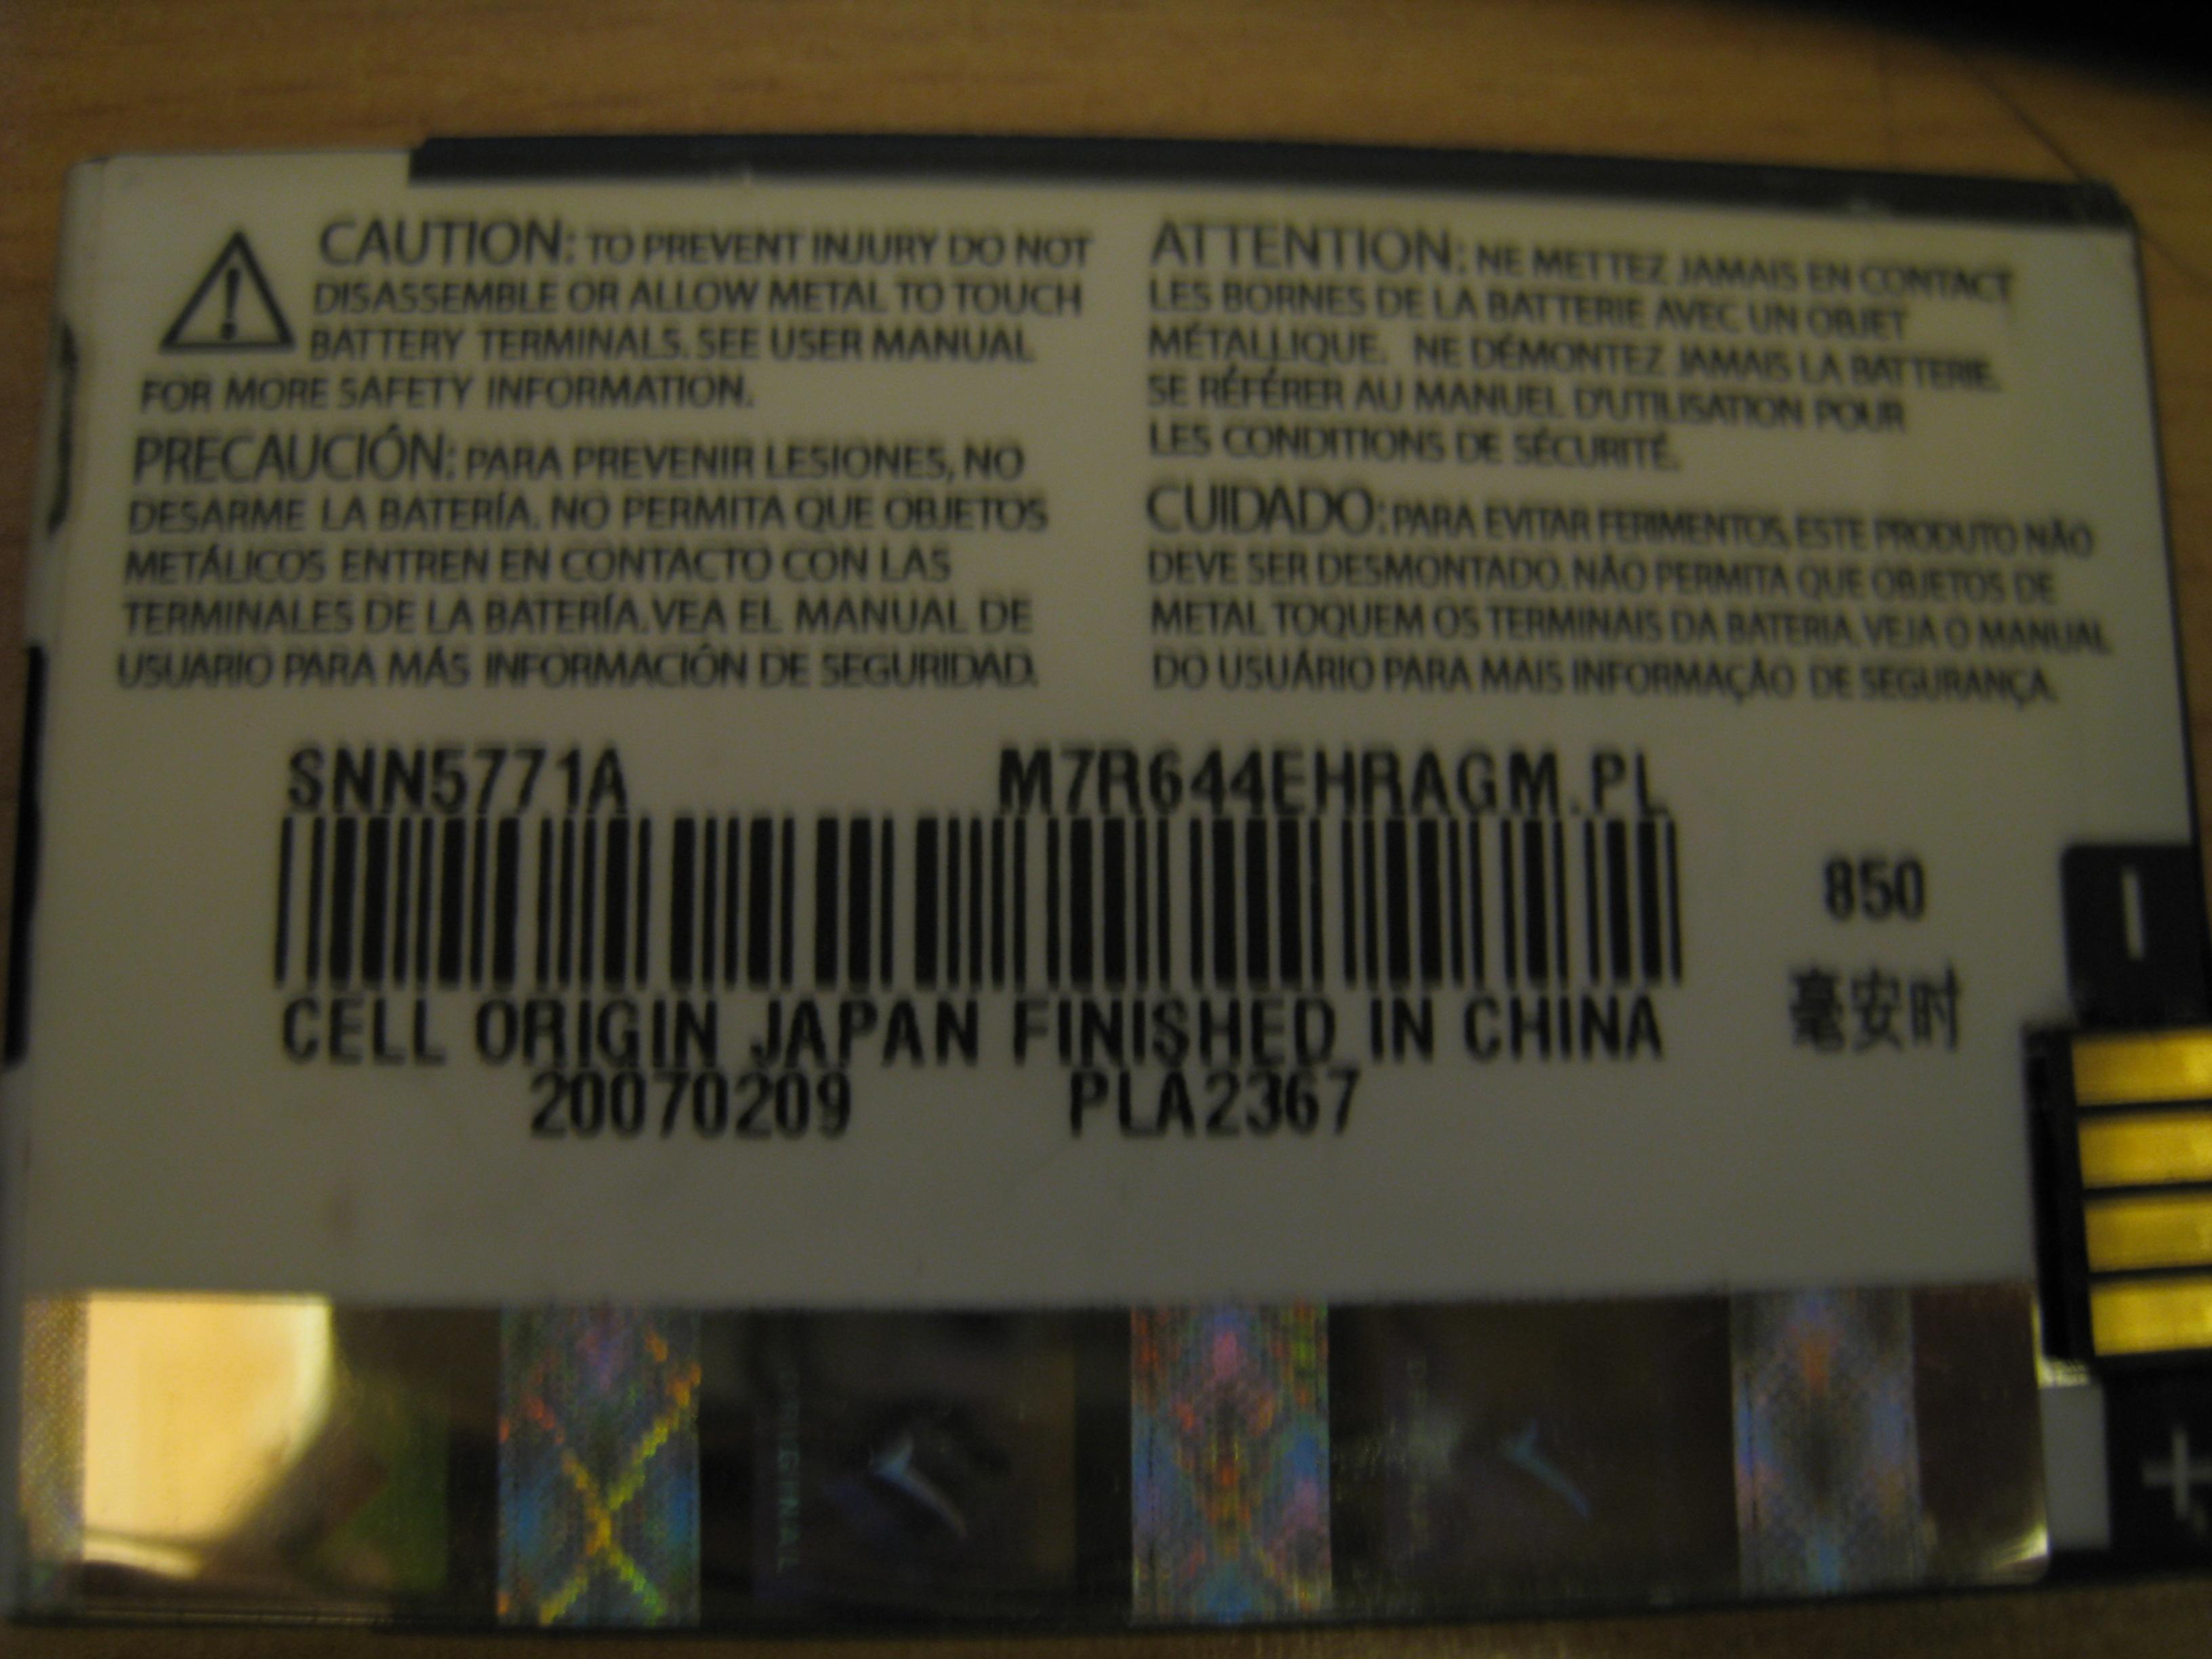 CAUTION: TO PREVENT INJURY DO NOT
DISASSEMBLE OR ALLOW METAL TO TOUCH
BATTERY TERMINALS. SEE USER MANUAL
FOR MORE SAFETY INFORMATION.
PRECAUCIÓN: PARA PREVENIR LESIONES, NO
DESARME LA BATERÍA. NO PERMITA QUE OBJETOS
METÁLICOS ENTREN EN CONTACTO CON LAS
TERMINALES DE LA BATERÍA. VEA EL MANUAL DE
USUARIO PARA MÁS INFORMACIÓN DE SEGURIDAD.
ATTENTION: NE METTEZ JAMAIS EN CONTACT
LES BORNES DE LA BATTERIE AVEC UN OBJET
MÉTALLIQUE. NE DÉMONTEZ JAMAIS LA BATTERIE.
SE RÉFÉRER AU MANUEL D'UTILISATION POUR
LES CONDITIONS DE SÉCURITÉ.
CUIDADO: PARA EVITAR FERIMENTOS, ESTE PRODUTO NÃO
DEVE SER DESMONTADO. NÃO PERMITA QUE OBJETOS DE
METAL TOQUEM OS TERMINAIS DA BATERIA. VEJA O MANUAL
DO USUÁRIO PARA MAIS INFORMAÇÃO DE SEGURANÇA.
SNN5771A M7R644EHRAGM.PL
CELL ORIGIN JAPAN FINISHED IN CHINA
20070209 PLA2367
850
毫安时
－
+
ORIGINAL